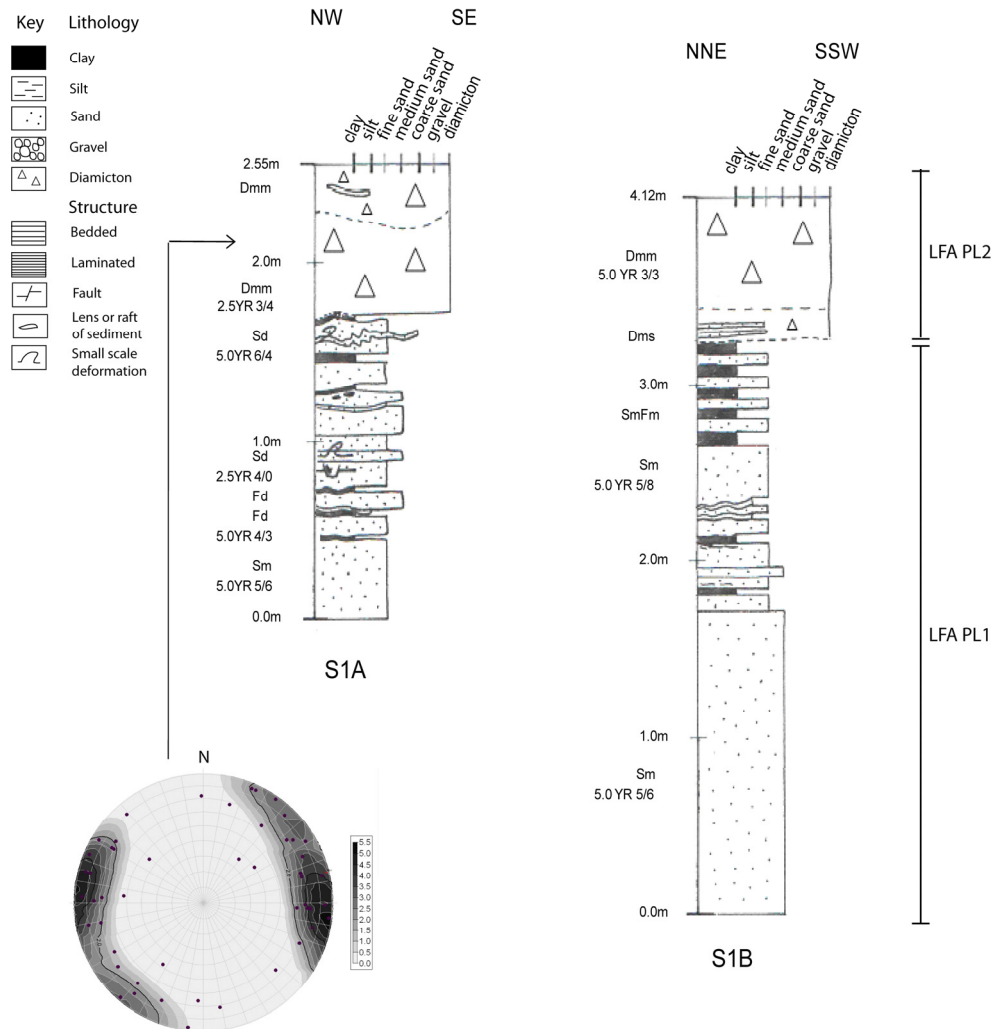 Key Lithology
Clay
Silt
Sand
Gravel
Diamicton
Structure
Bedded
Laminated
Fault
Lens or raft
of sediment
Small scale
deformation
NW SE
clay
silt
fine sand
medium sand
coarse sand
gravel
diamicton
2.55m
Dmm
2.0m
Dmm
2.5YR 3/4
Sd
5.0YR 6/4
1.0m
Sd
2.5YR 4/0
Fd
Fd
5.0YR 4/3
Sm
5.0YR 5/6
0.0m
S1A
NNE SSW
clay
silt
fine sand
medium sand
coarse sand
gravel
diamicton
4.12m
Dmm
5.0 YR 3/3
Dms
3.0m
SmFm
Sm
5.0 YR 5/8
2.0m
1.0m
Sm
5.0 YR 5/6
0.0m
S1B
LFA PL2
LFA PL1
N
5.5
5.0
4.5
4.0
3.5
3.0
2.5
2.0
1.5
1.0
0.5
0.0